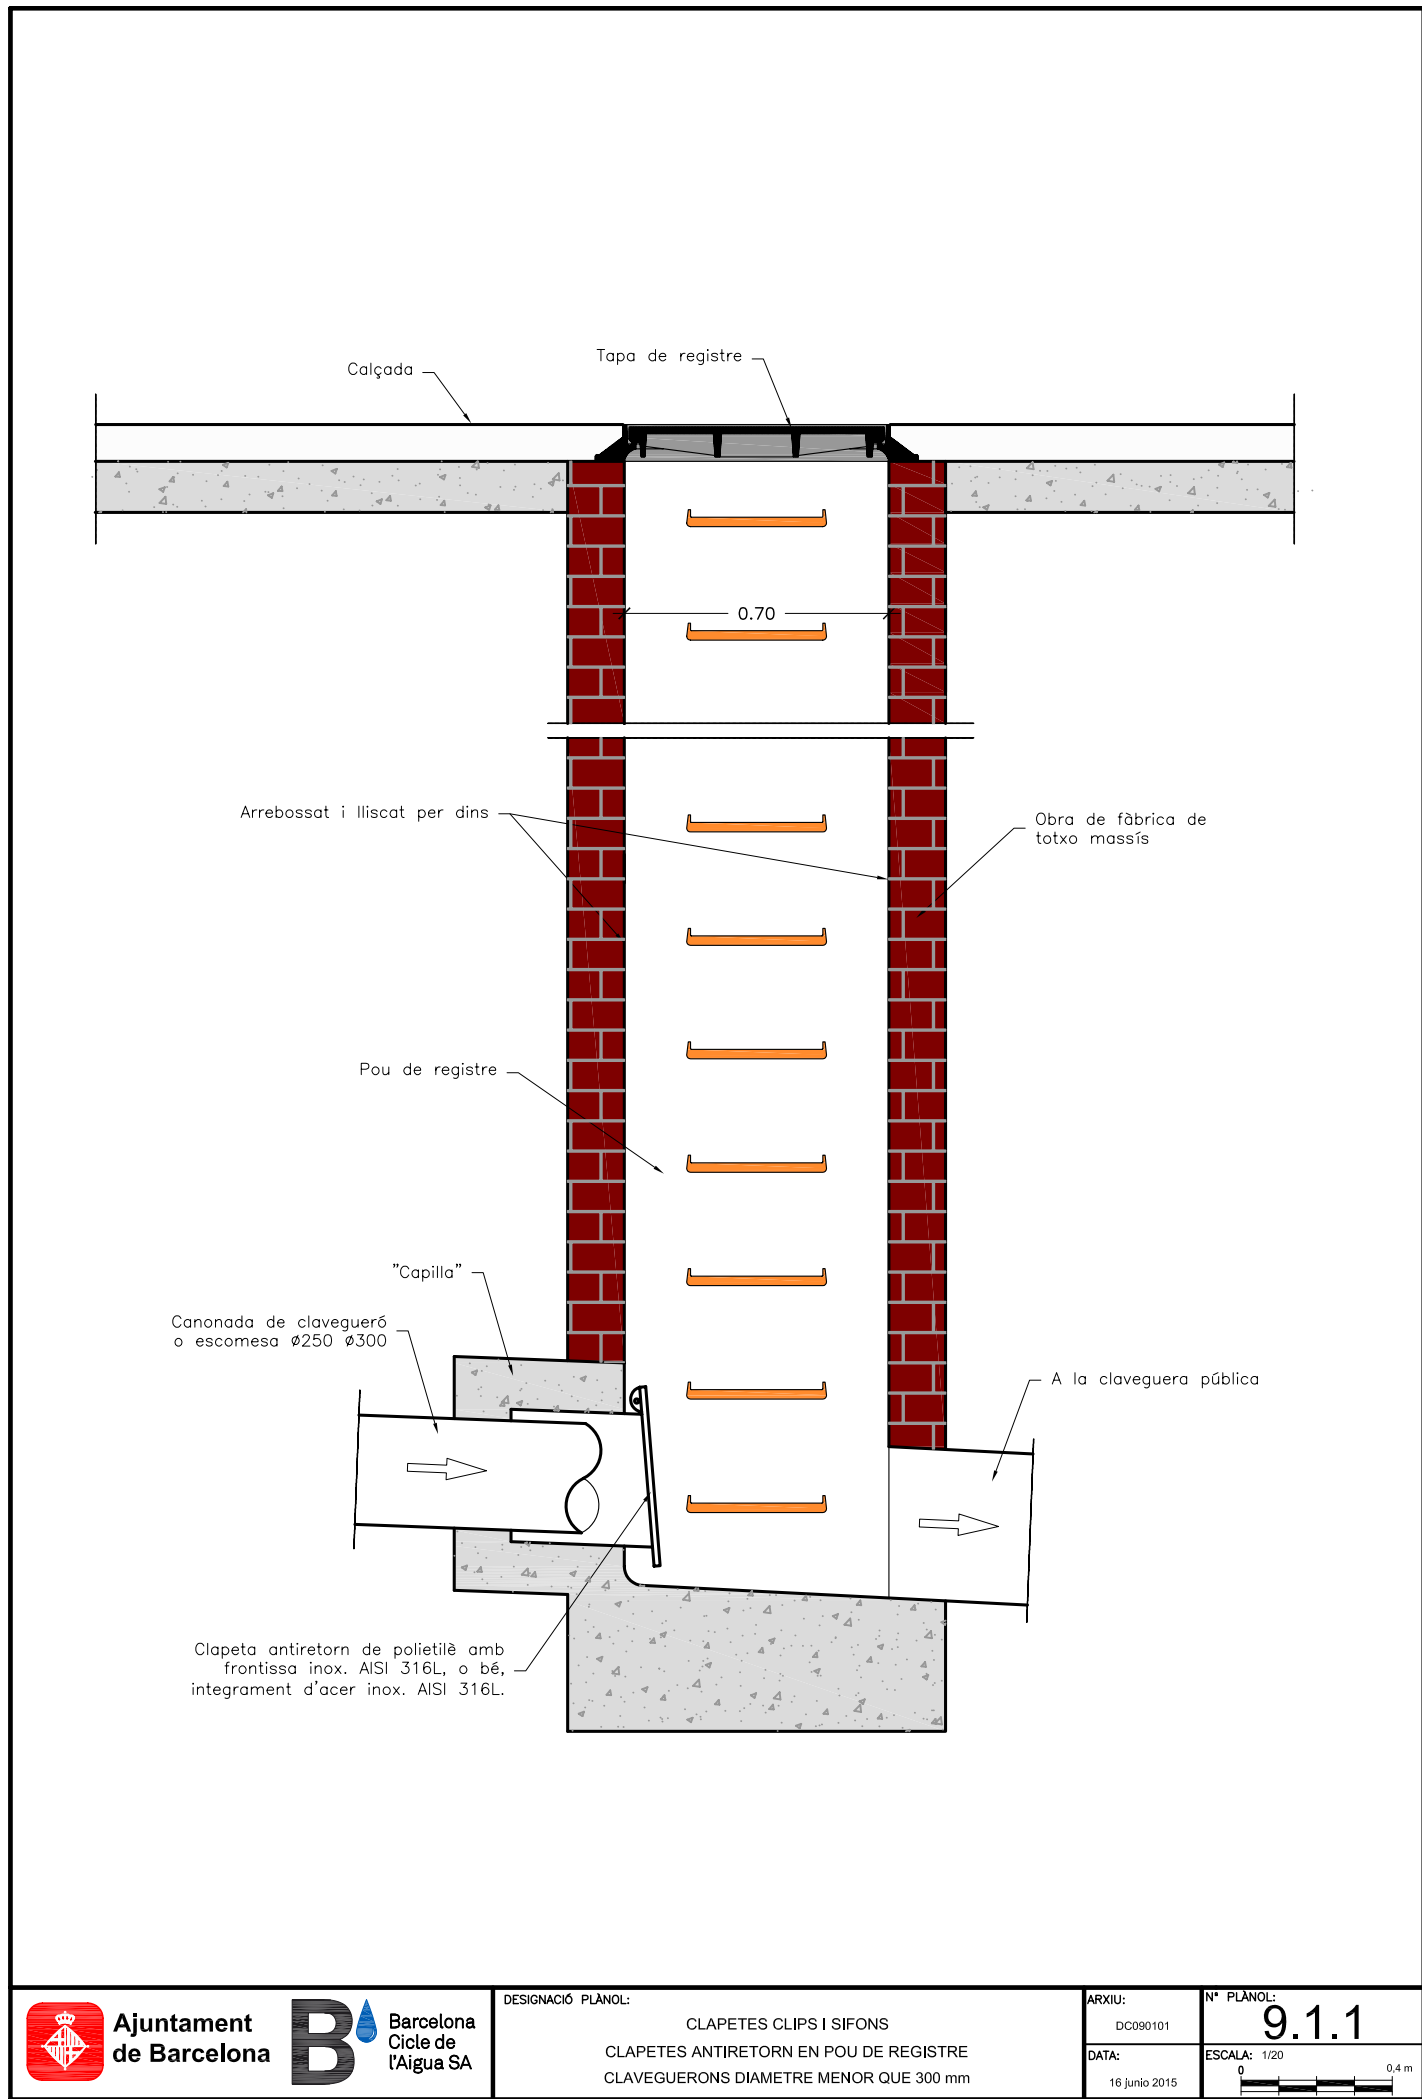 Tapa de registre
Calçada
0.70
Arrebossat i lliscat per dins
Obra de fàbrica de
totxo massís
Pou de registre
"Capilla"
Canonada de clavegueró
o escomesa Ø250 Ø300
A la claveguera pública
Clapeta antiretorn de polietilè amb
frontissa inox. AISI 316L, o bé,
integrament d'acer inox. AISI 316L.
Ajuntament
de Barcelona
B
Barcelona
Cicle de
l'Aigua SA
DESIGNACIÓ PLÀNOL:
CLAPETES CLIPS I SIFONS
CLAPETES ANTIRETORN EN POU DE REGISTRE
CLAVEGUERONS DIAMETRE MENOR QUE 300 mm
ARXIU:
DC090101
DATA:
16 junio 2015
Nº PLÀNOL:
9.1.1
ESCALA: 1/20
0 0,4 m